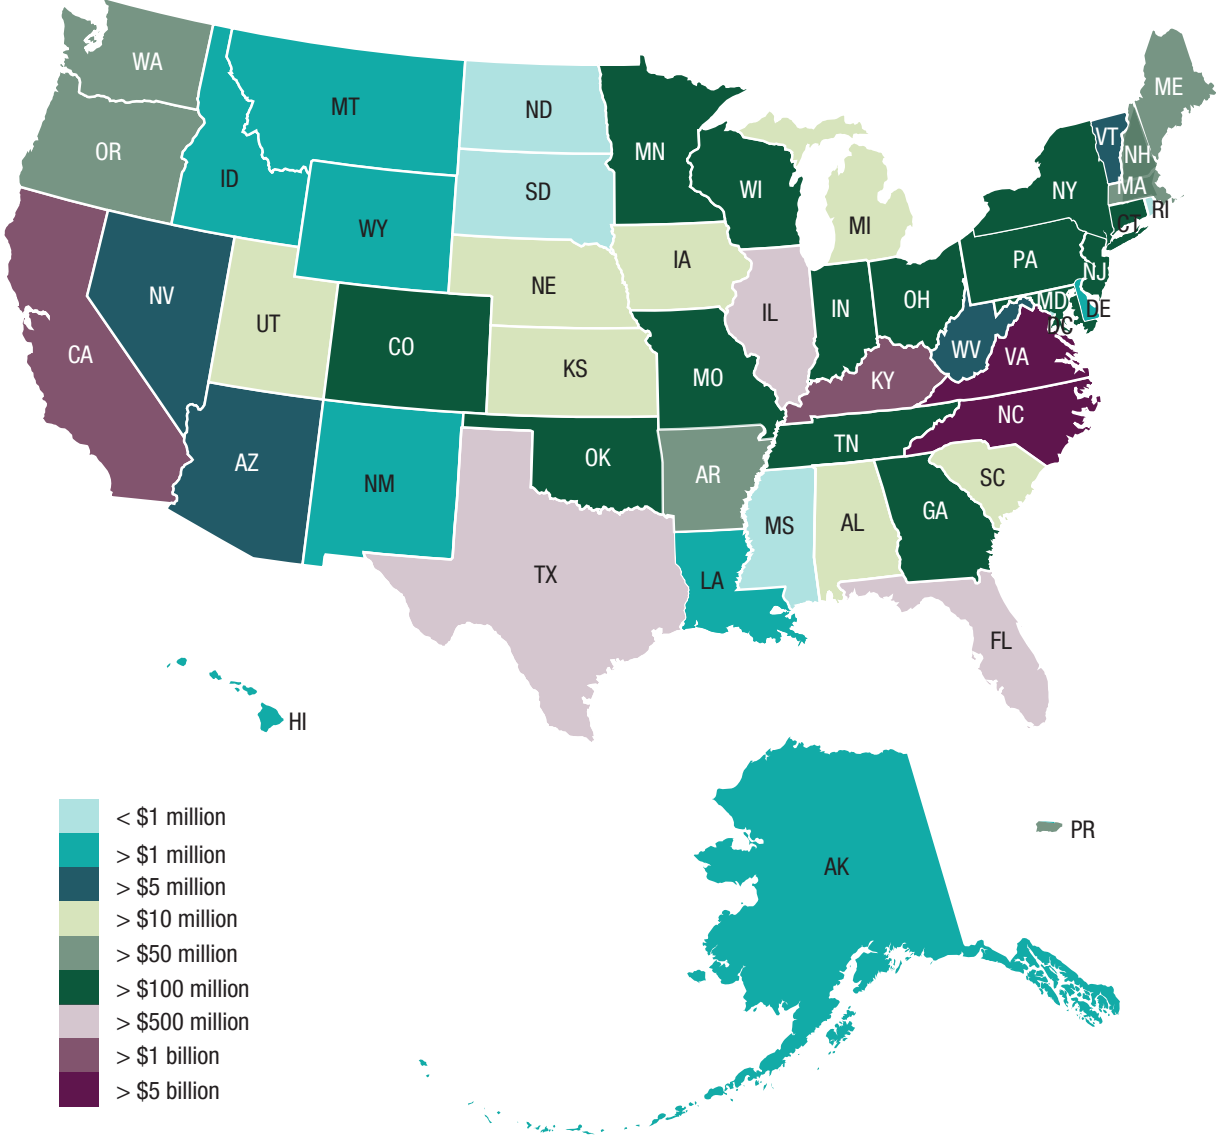 WA
ME
MT
ND
OR
VT
MN
NH
ID
SD
WI
NY
MA
RI
WY
CT
MI
IA
PA
NJ
NE
NV
OH
MD
IN
DE
UT
IL
DC
CO
WV
VA
CA
KS
KY
MO
NC
TN
AZ
OK
AR
SC
NM
GA
MS
AL
TX
LA
FL
HI
< $1 million
> $1 million
> $5 million
> $10 million
> $50 million
> $100 million
> $500 million
> $1 billion
> $5 billion
PR
AK